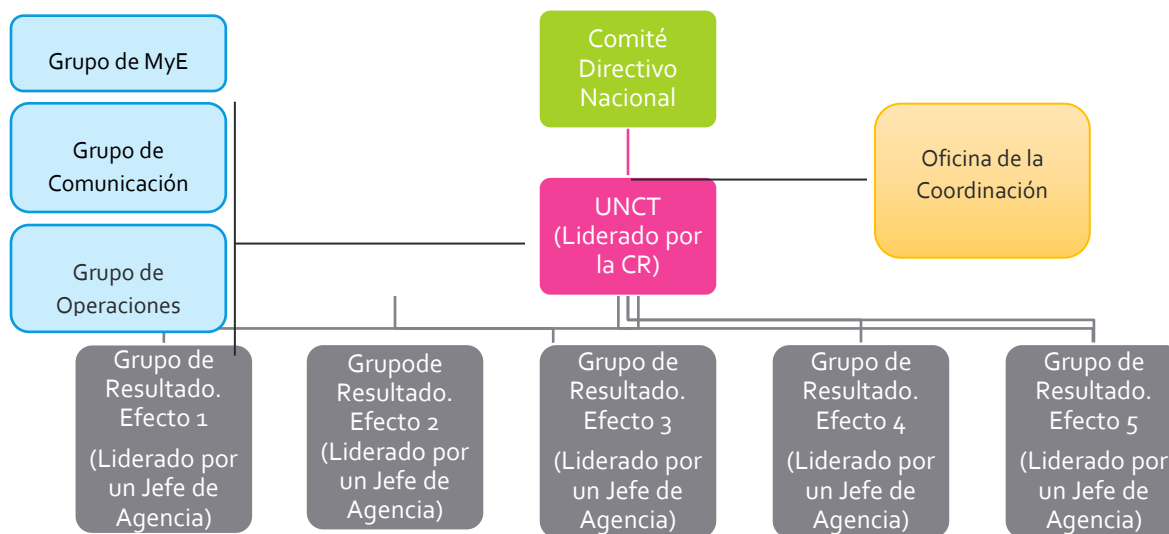 Grupo de MyE
Grupo de
Comunicación
Grupo de
Operaciones
Comité
Directivo
Nacional
UNCT
(Liderado por
la CR)
Oficina de la
Coordinación
Grupo de
Resultado.
Efecto 1
(Liderado por
un Jefe de
Agencia)
Grupode
Resultado.
Efecto 2
(Liderado por
un Jefe de
Agencia)
Grupo de
Resultado.
Efecto 3
(Liderado por
un Jefe de
Agencia)
Grupo de
Resultado.
Efecto 4
(Liderado por
un Jefe de
Agencia)
Grupo de
Resultado.
Efecto 5
(Liderado por
un Jefe de
Agencia)